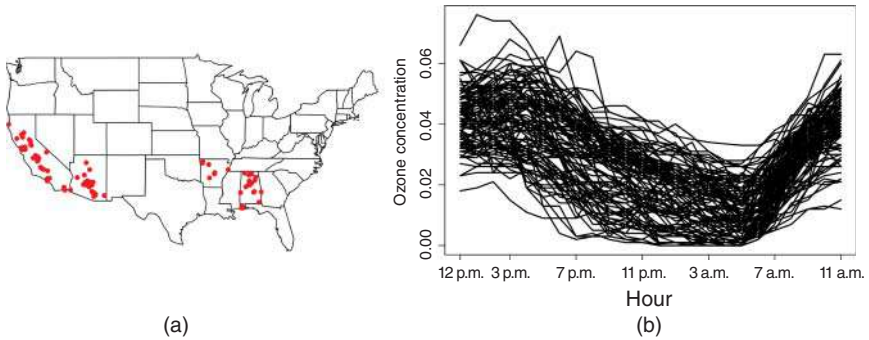 Ozone concentration
0.06
0.04
0.02
0.00
12 p.m. 3 p.m. 7 p.m. 11 p.m. 3 a.m. 7 a.m. 11 a.m.
Hour
(a)
(b)